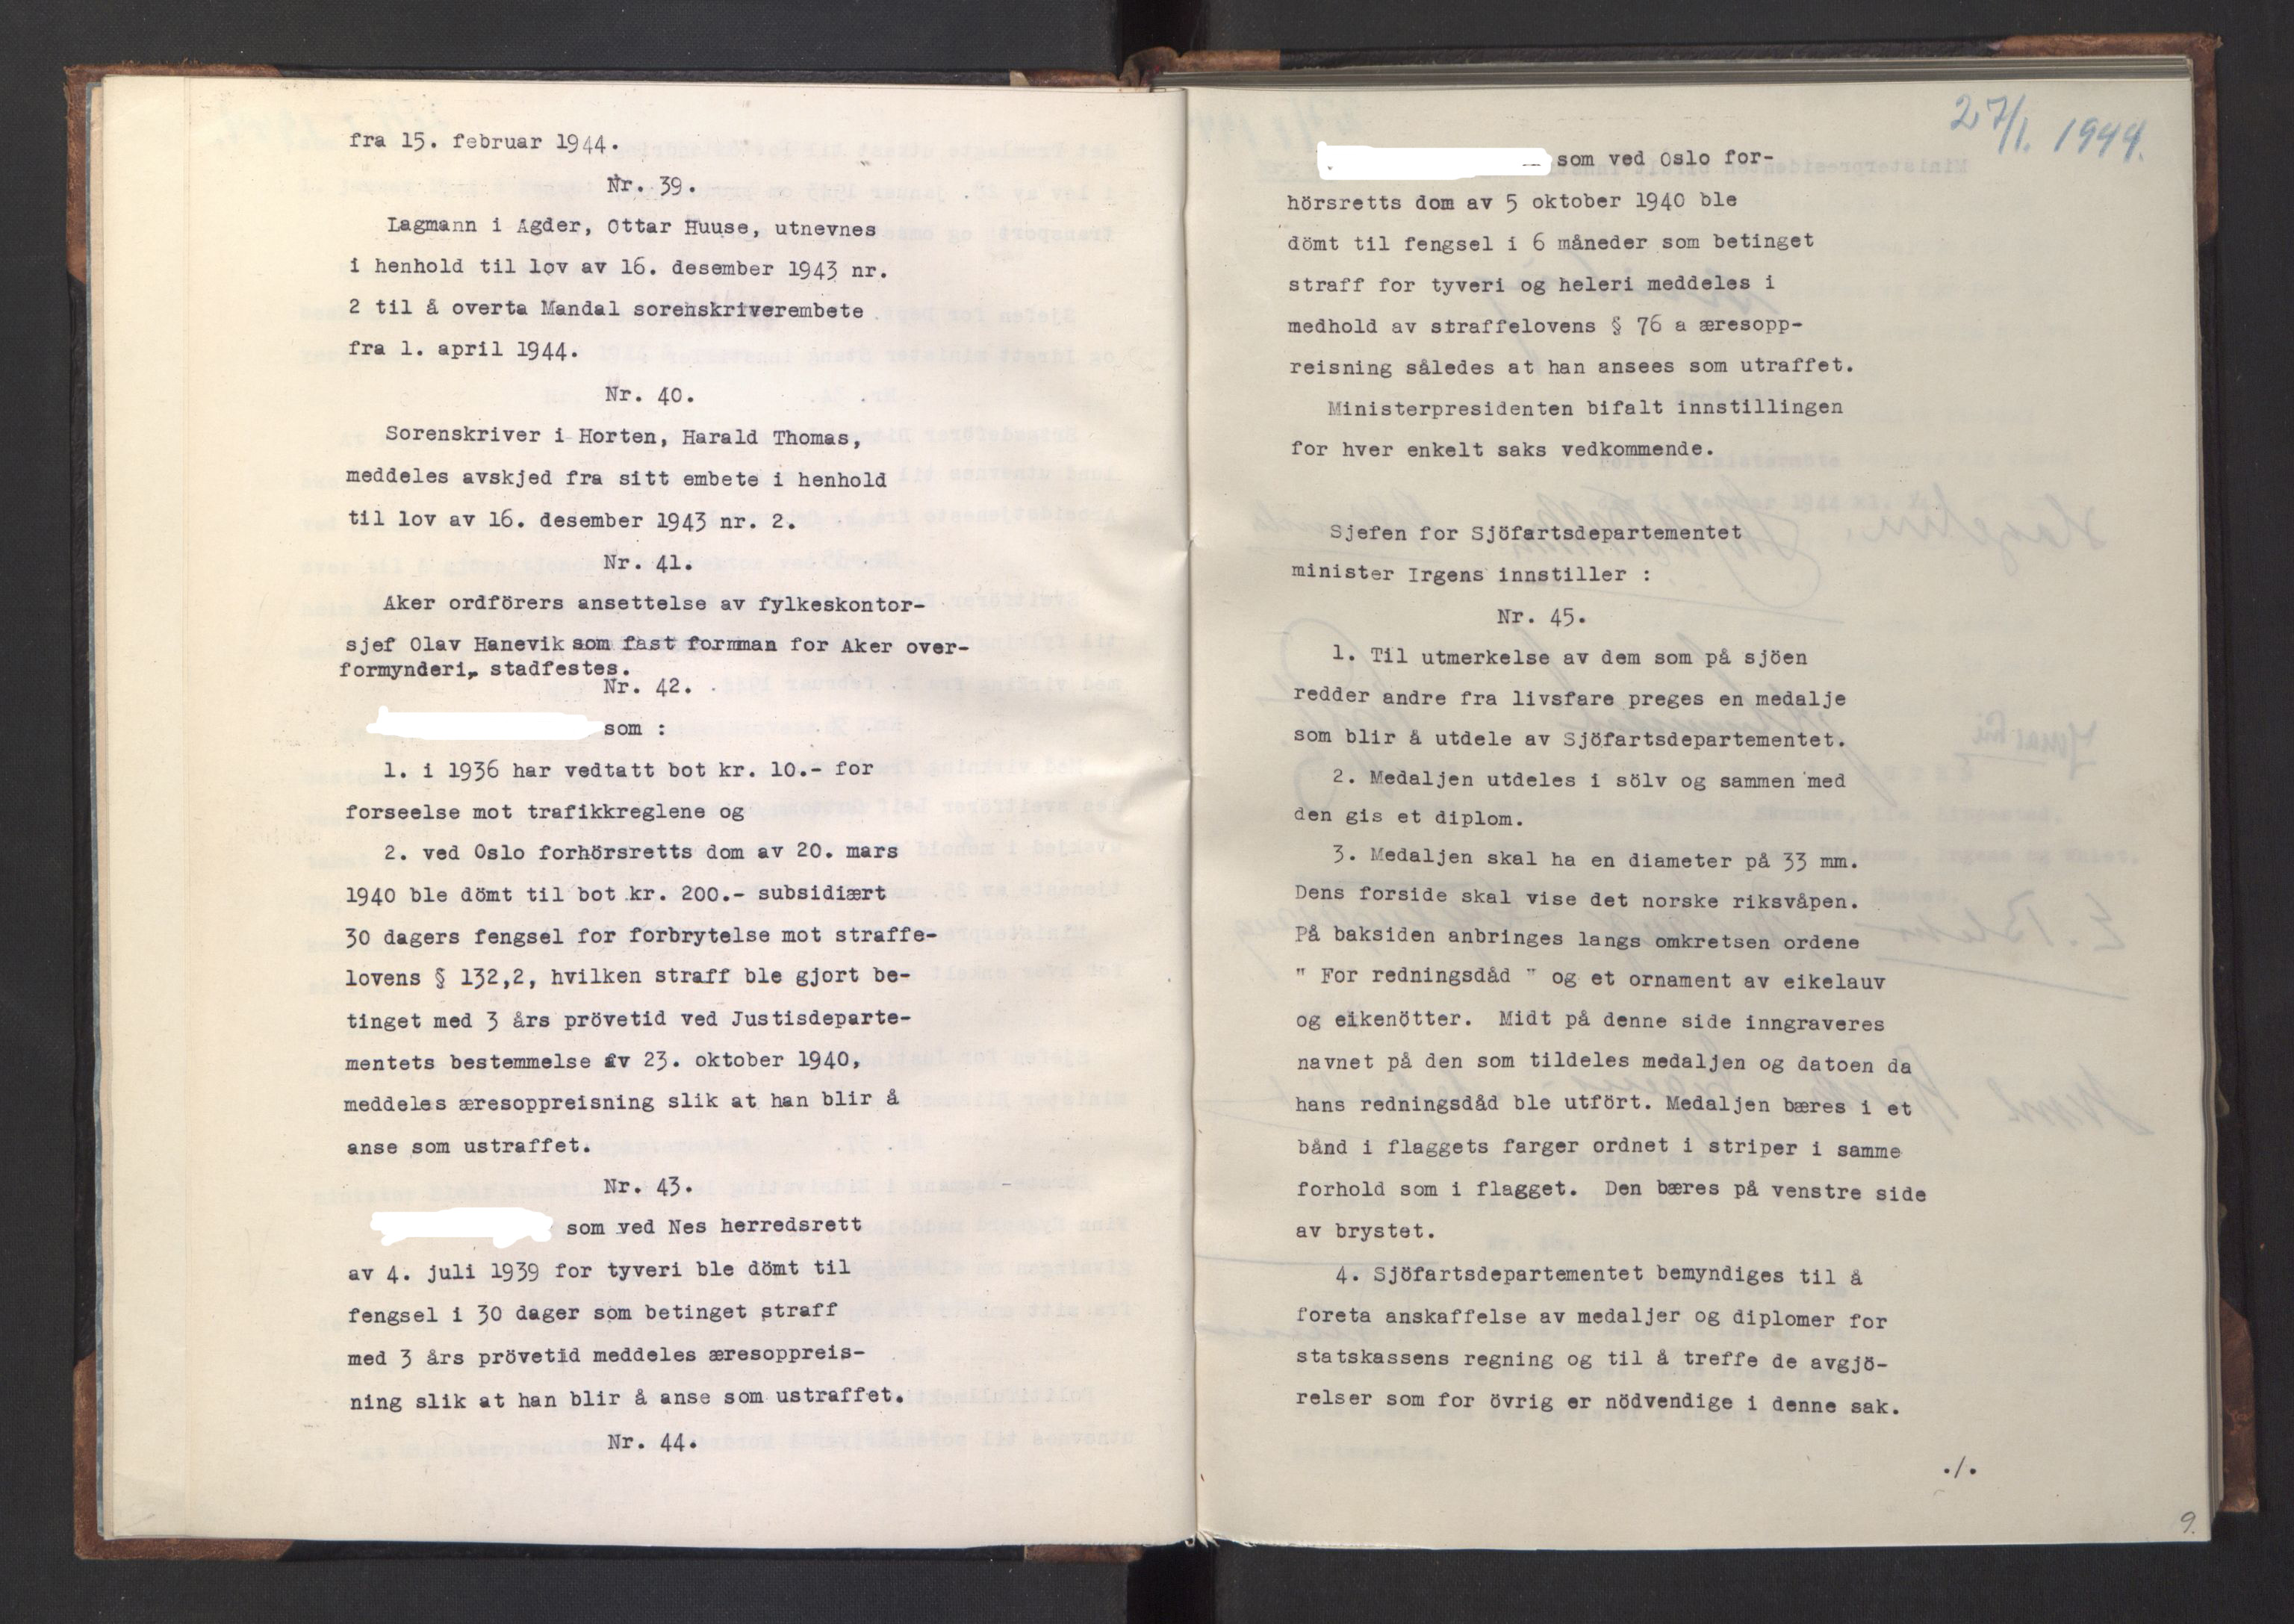 fra 15. februar 1944.
Nr. 39.
Lagmann i Agder, Ottar Huuse, utnevnes
i henhold til lov av 16. desember 1943 nr.
2 til å overta Mandal sorenskriverembete
fra 1. april 1944.
Nr. 40.
Sorenskriver i Horten, Harald Thomas,
meddeles avskjed fra sitt embete i henhold
til lov av 16. desember 1943 nr. 2.
Nr. 41.
Aker ordförers ansettelse av fylkeskontor-
sjef Olav Hanevik som fast formman for Aker over-
formynderi, stadfestes.
Nr. 42.
som :
1. i 1936 har vedtatt bot kr. 10.- for
forseelse mot trafikkreglene og
2. ved Oslo forhörsretts dom av 20. mars
1940 ble dömt til bot kr. 200.- subsidiært
30 dagers fengsel for forbrytelse mot straffe-
lovens § 132,2, hvilken straff ble gjort be-
tinget med 3 års prövetid ved Justisdeparte-
mentets bestemmelse av 23. oktober 1940,
meddeles æresoppreisning slik at han blir å
anse som ustraffet.
Nr. 43.
som ved Nes herredsrett
av 4. juli 1939 for tyveri ble dömt til
fengsel i 30 dager som betinget straff
med 3 års prövetid meddeles æresoppreis-
ning slik at han blir å anse som ustraffet.
Nr. 44.
27/1. 1944.
som ved Oslo for-
hörsretts dom av 5 oktober 1940 ble
dömt til fengsel i 6 måneder som betinget
straff for tyveri og heleri meddeles i
medhold av straffelovens § 76 a æresopp-
reisning således at han ansees som utraffet.
Ministerpresidenten bifalt innstillingen
for hver enkelt saks vedkommende.
Sjefen for Sjöfartsdepartementet
minister Irgens innstiller :
Nr. 45.
1. Til utmerkelse av dem som på sjöen
redder andre fra livsfare preges en medalje
som blir å utdele av Sjöfartsdepartementet.
2. Medaljen utdeles i sölv og sammen med
den gis et diplom.
3. Medaljen skal ha en diameter på 33 mm.
Dens forside skal vise det norske riksvåpen.
På baksiden anbringes langs omkretsen ordene
" For redningsdåd " og et ornament av eikelauv
og eikenötter. Midt på denne side inngraveres
navnet på den som tildeles medaljen og datoen da
hans redningsdåd ble utfört. Medaljen bæres i et
bånd i flaggets farger ordnet i striper i samme
forhold som i flagget. Den bæres på venstre side
av brystet.
4. Sjöfartsdepartementet bemyndiges til å
foreta anskaffelse av medaljer og diplomer for
statskassens regning og til å treffe de avgjö-
relser som for övrig er nödvendige i denne sak.
./.
9.